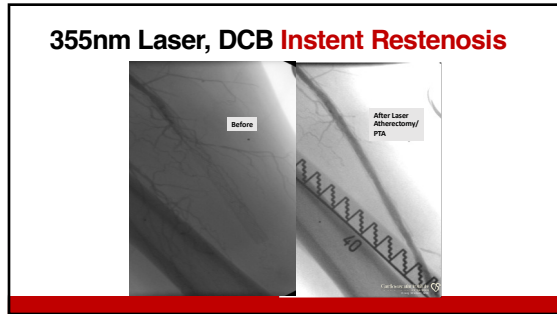 355nm Laser, DCB Instent Restenosis
Before
After Laser
Atherectomy/
PTA
40